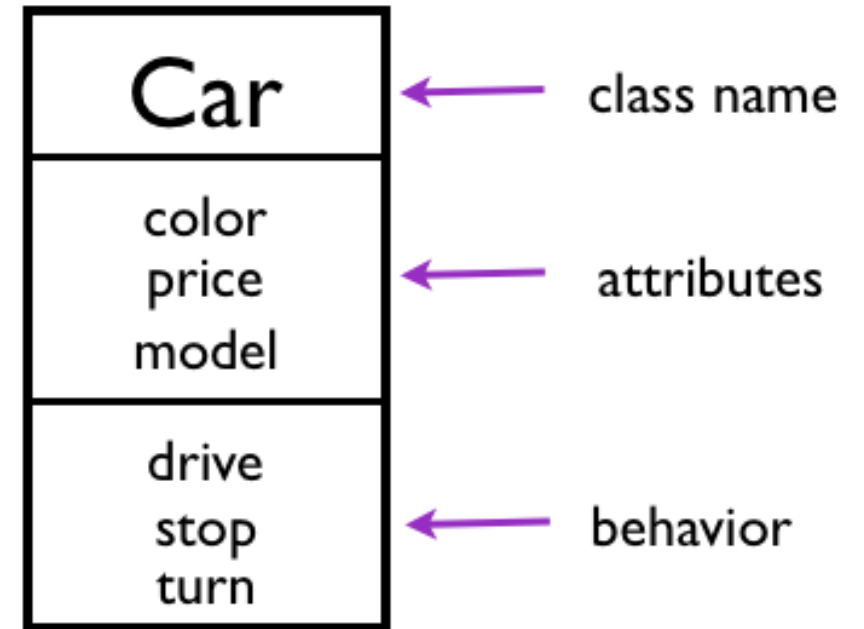 Car
class name
color
price
attributes
model
drive
stop
behavior
turn